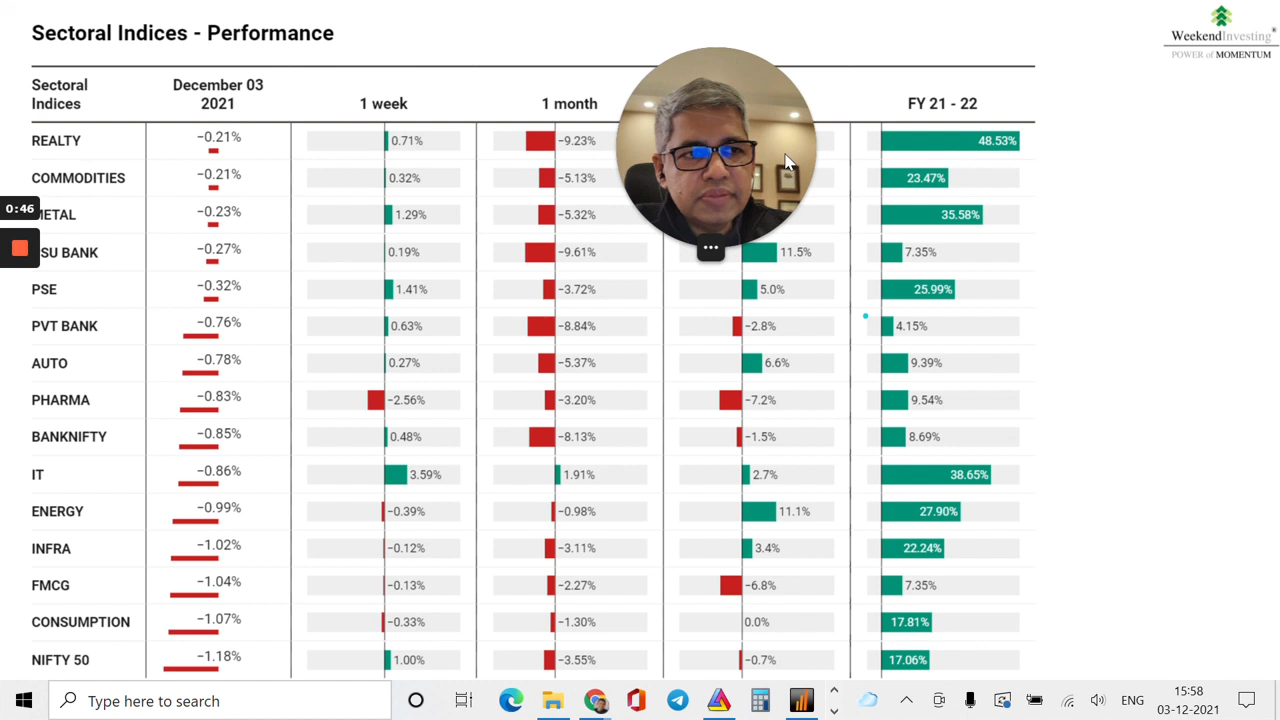 Sectoral Indices - Performance
WeekendInvesting®
POWER of MOMENTUM
Sectoral Indices December 03 2021 1 week 1 month FY 21 - 22
REALTY −0.21% 0.71% −9.23% 48.53%
COMMODITIES −0.21% 0.32% −5.13% 23.47%
0:46
METAL −0.23% 1.29% −5.32% 35.58%
SU BANK −0.27% 0.19% −9.61% 11.5% 7.35%
PSE −0.32% 1.41% −3.72% 5.0% 25.99%
PVT BANK −0.76% 0.63% −8.84% −2.8% 4.15%
AUTO −0.78% 0.27% −5.37% 6.6% 9.39%
PHARMA −0.83% −2.56% −3.20% −7.2% 9.54%
BANKNIFTY −0.85% 0.48% −8.13% −1.5% 8.69%
IT −0.86% 3.59% 1.91% 2.7% 38.65%
ENERGY −0.99% −0.39% −0.98% 11.1% 27.90%
INFRA −1.02% −0.12% −3.11% 3.4% 22.24%
FMCG −1.04% −0.13% −2.27% −6.8% 7.35%
CONSUMPTION −1.07% −0.33% −1.30% 0.0% 17.81%
NIFTY 50 −1.18% 1.00% −3.55% −0.7% 17.06%
Type here to search
ENG
15:58
03-12-2021